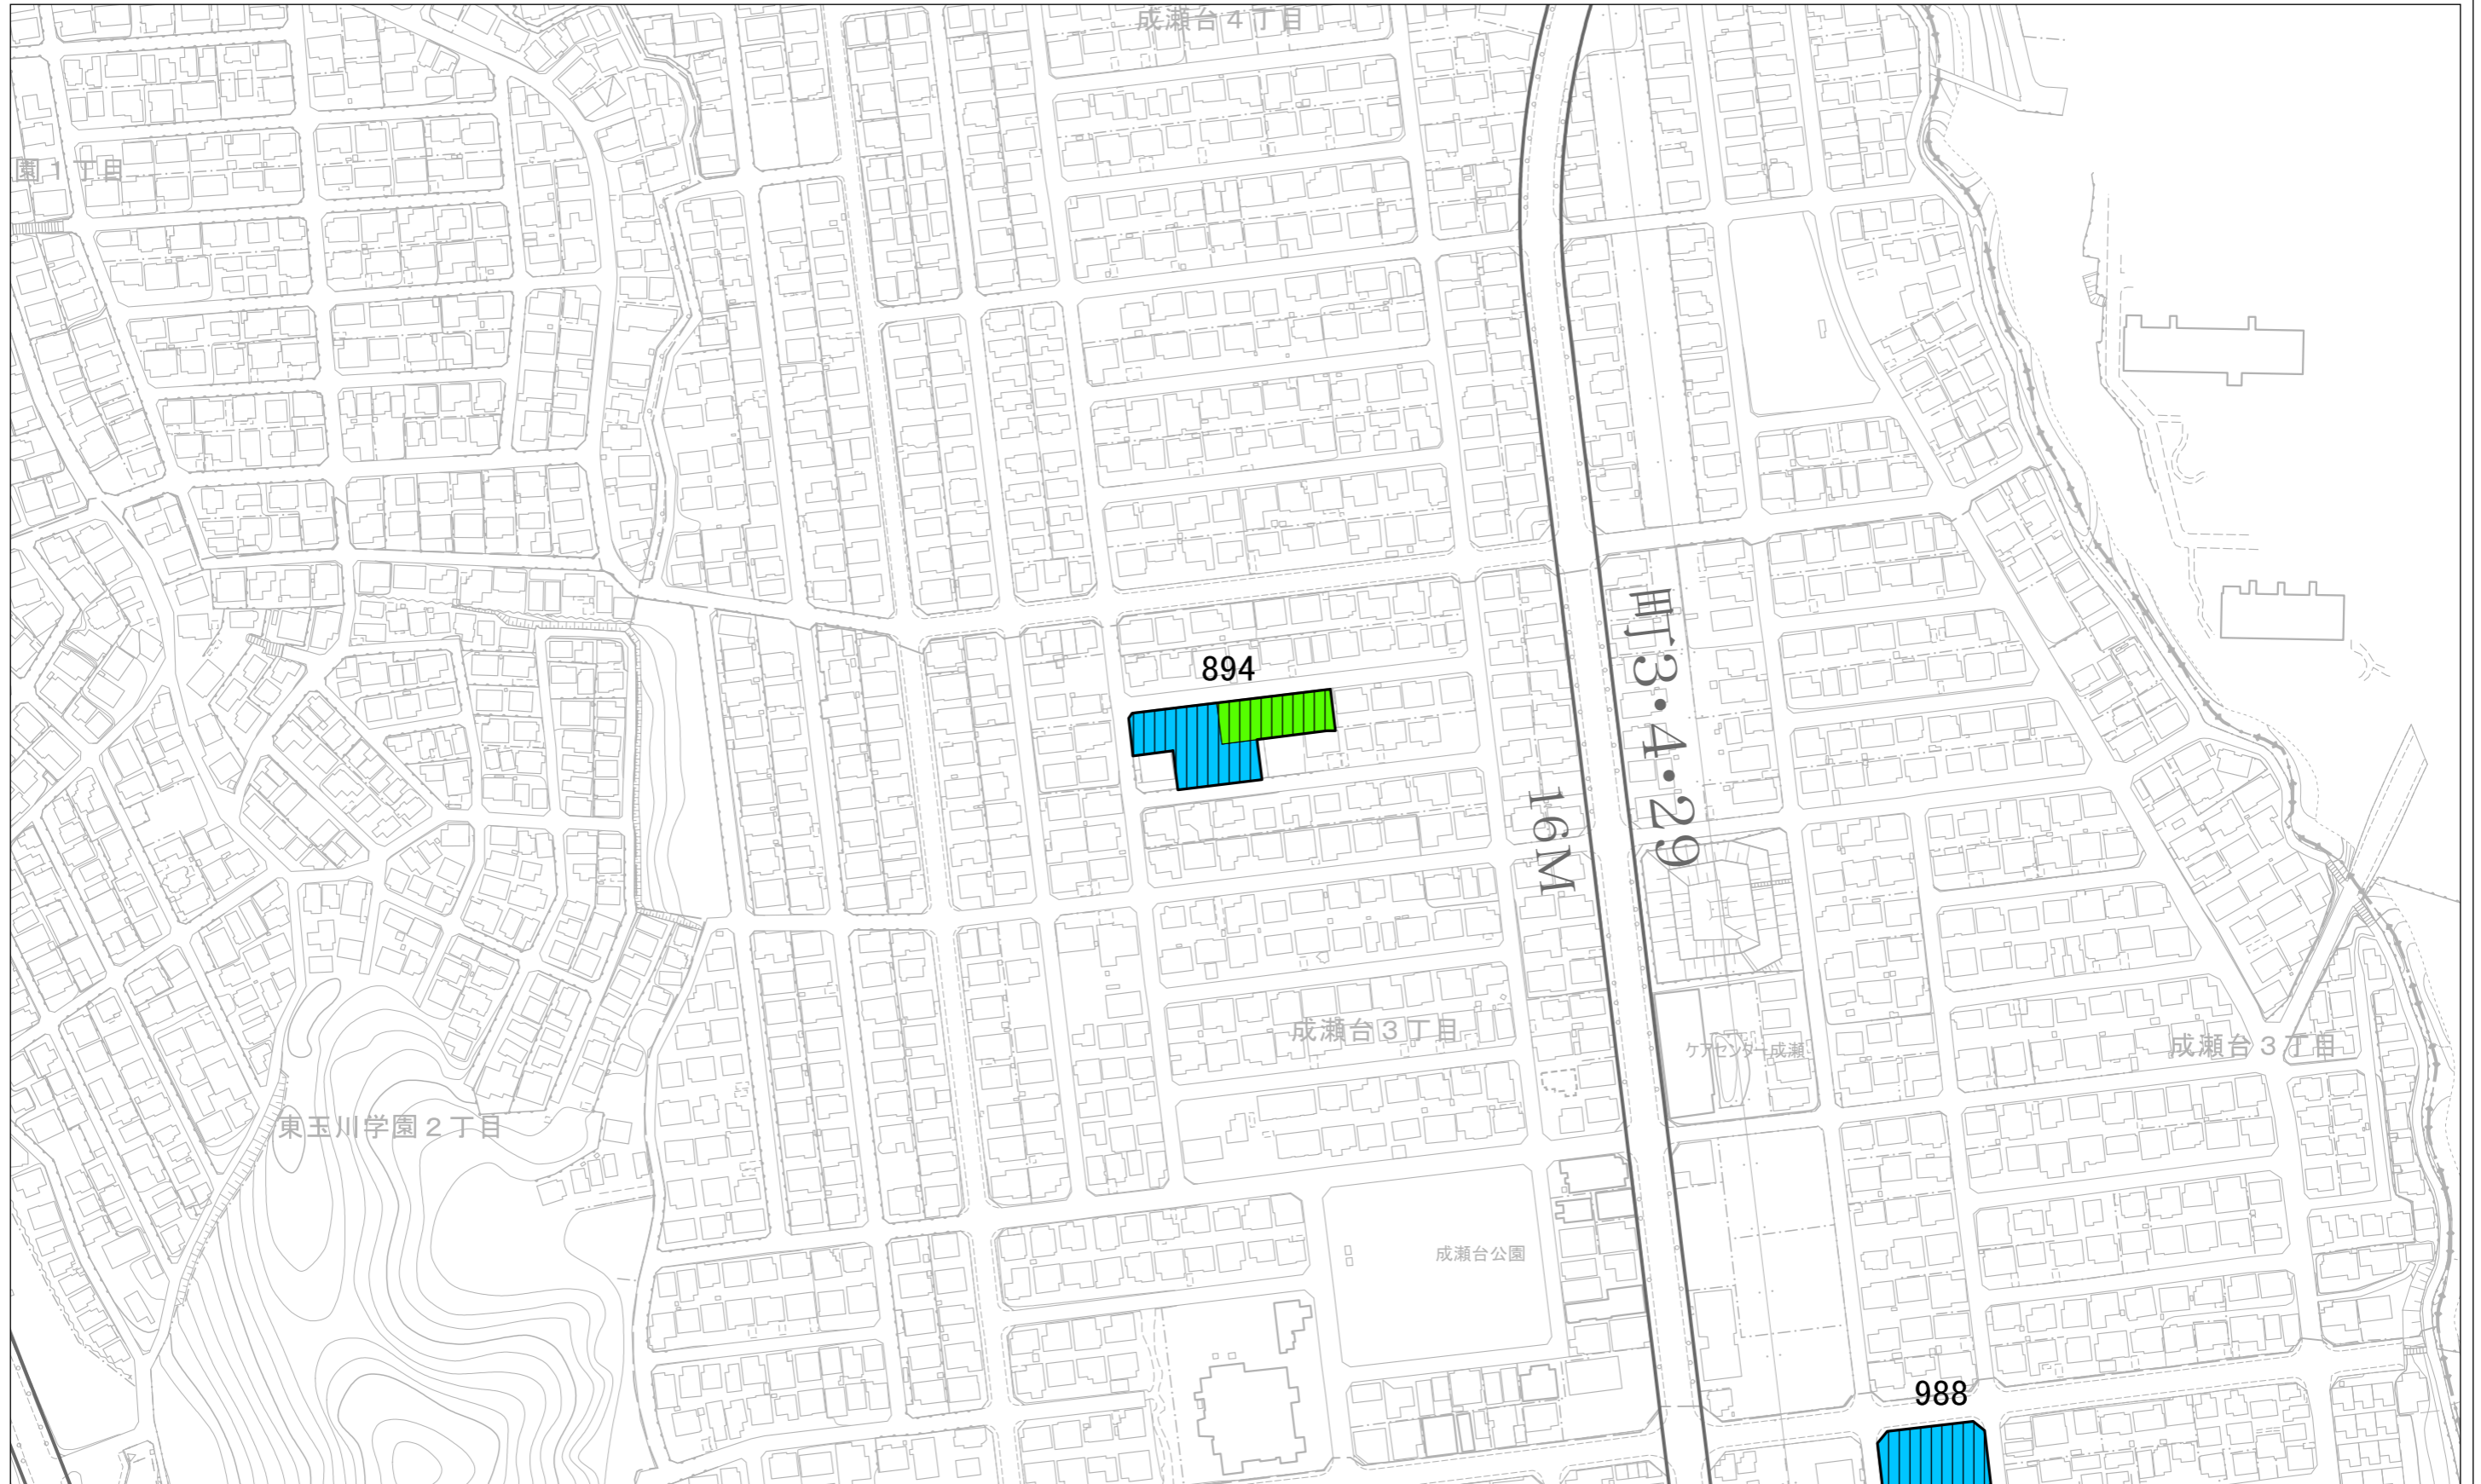 成瀬台4丁目
園1丁目
894
町3・4・29
16M
成瀬台3丁目
ケアセンター成瀬
成瀬台3丁目
東玉川学園2丁目
成瀬台公園
988